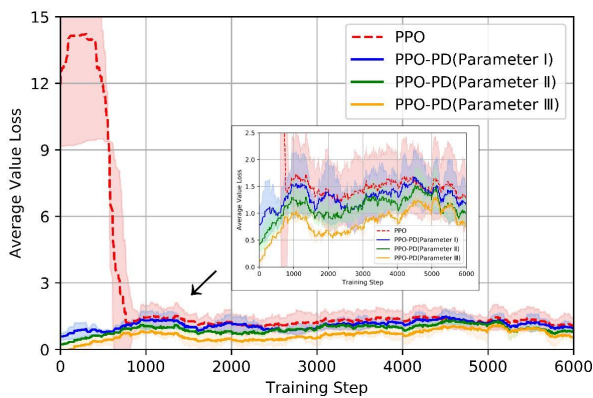 15
12
9
6
3
0
Average Value Loss
PPO
PPO-PD(Parameter Ⅰ)
PPO-PD(Parameter Ⅱ)
PPO-PD(Parameter Ⅲ)
2.5
2.0
1.5
1.0
0.5
0.0
Average Value Loss
PPO
PPO-PD(Parameter Ⅰ)
PPO-PD(Parameter Ⅱ)
PPO-PD(Parameter Ⅲ)
0 1000 2000 3000 4000 5000 6000
Training Step
0 1000 2000 3000 4000 5000 6000
Training Step